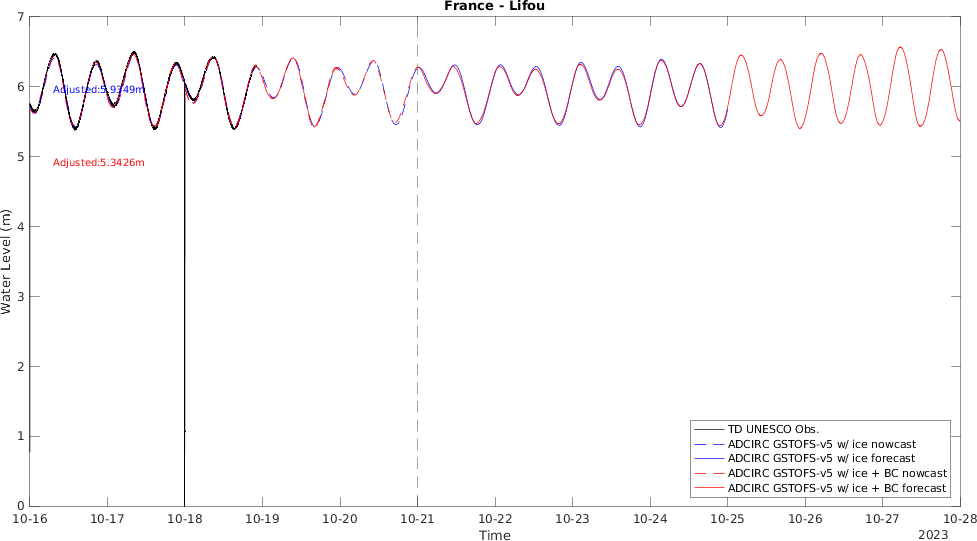 France - Lifou
7
6
5
4
3
2
1
0
Water Level (m)
Adjusted:5.9349m
Adjusted:5.3426m
TD UNESCO Obs.
ADCIRC GSTOFS-v5 w/ ice nowcast
ADCIRC GSTOFS-v5 w/ ice forecast
ADCIRC GSTOFS-v5 w/ ice + BC nowcast
ADCIRC GSTOFS-v5 w/ ice + BC forecast
10-16 10-17 10-18 10-19 10-20 10-21 10-22 10-23 10-24 10-25 10-26 10-27 10-28
Time
2023